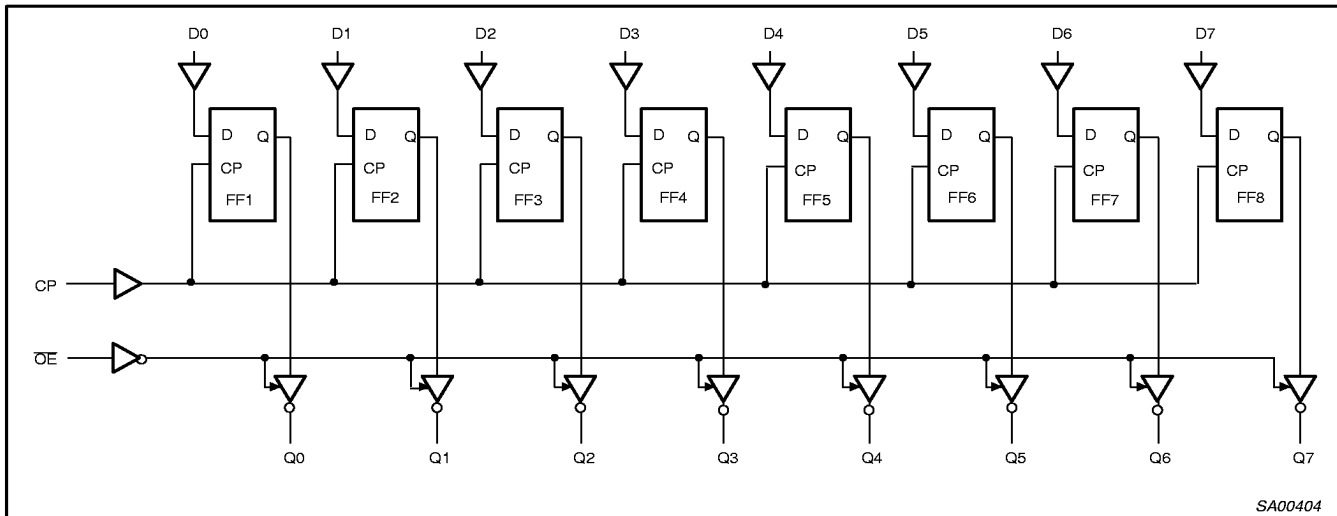 D0 D1 D2 D3 D4 D5 D6 D7
D Q D Q D Q D Q D Q D Q D Q D Q
CP CP CP CP CP CP CP CP
FF1 FF2 FF3 FF4 FF5 FF6 FF7 FF8
CP
O̅E̅
Q0 Q1 Q2 Q3 Q4 Q5 Q6 Q7
SA00404